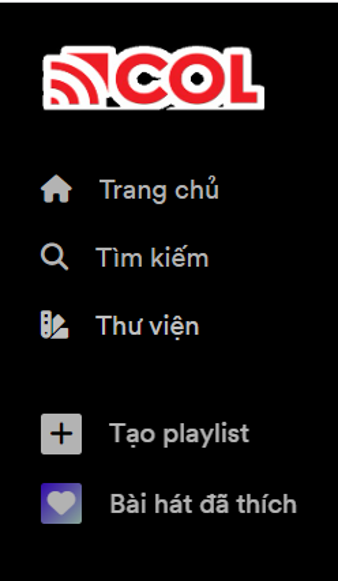 COL
Trang chủ
Tìm kiếm
Thư viện
Tạo playlist
Bài hát đã thích